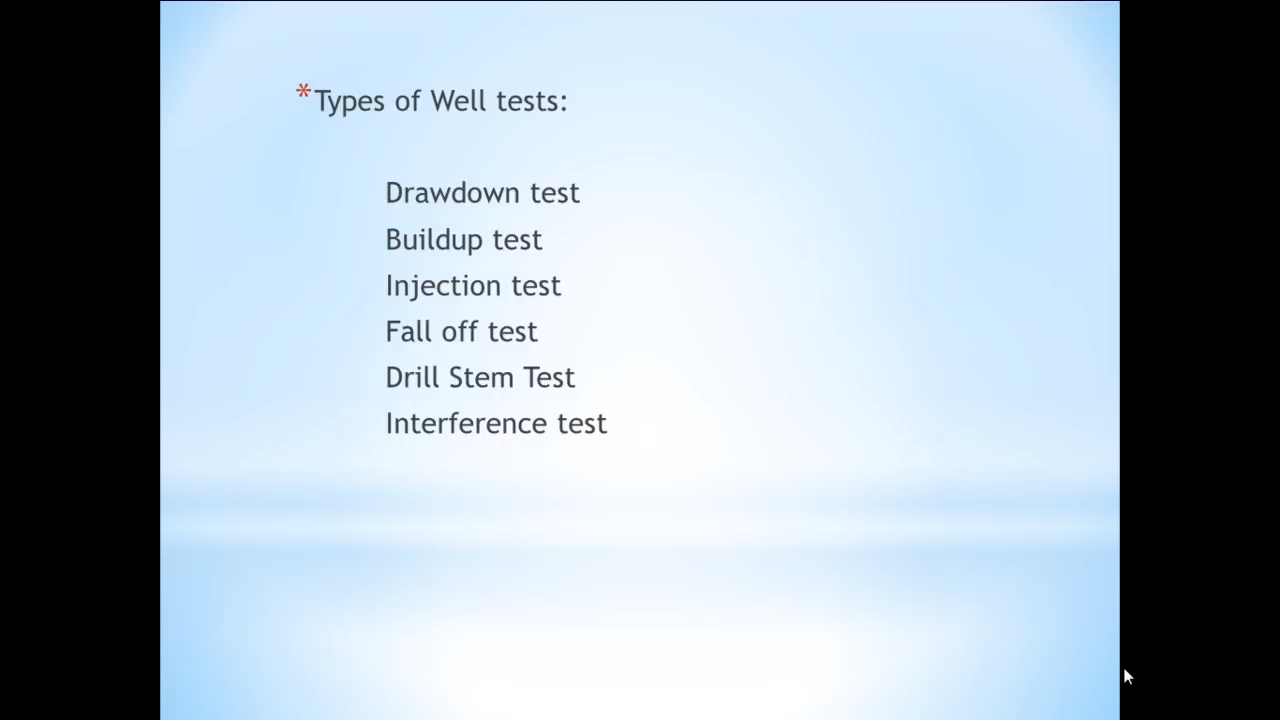 *Types of Well tests:
Drawdown test
Buildup test
Injection test
Fall off test
Drill Stem Test
Interference test